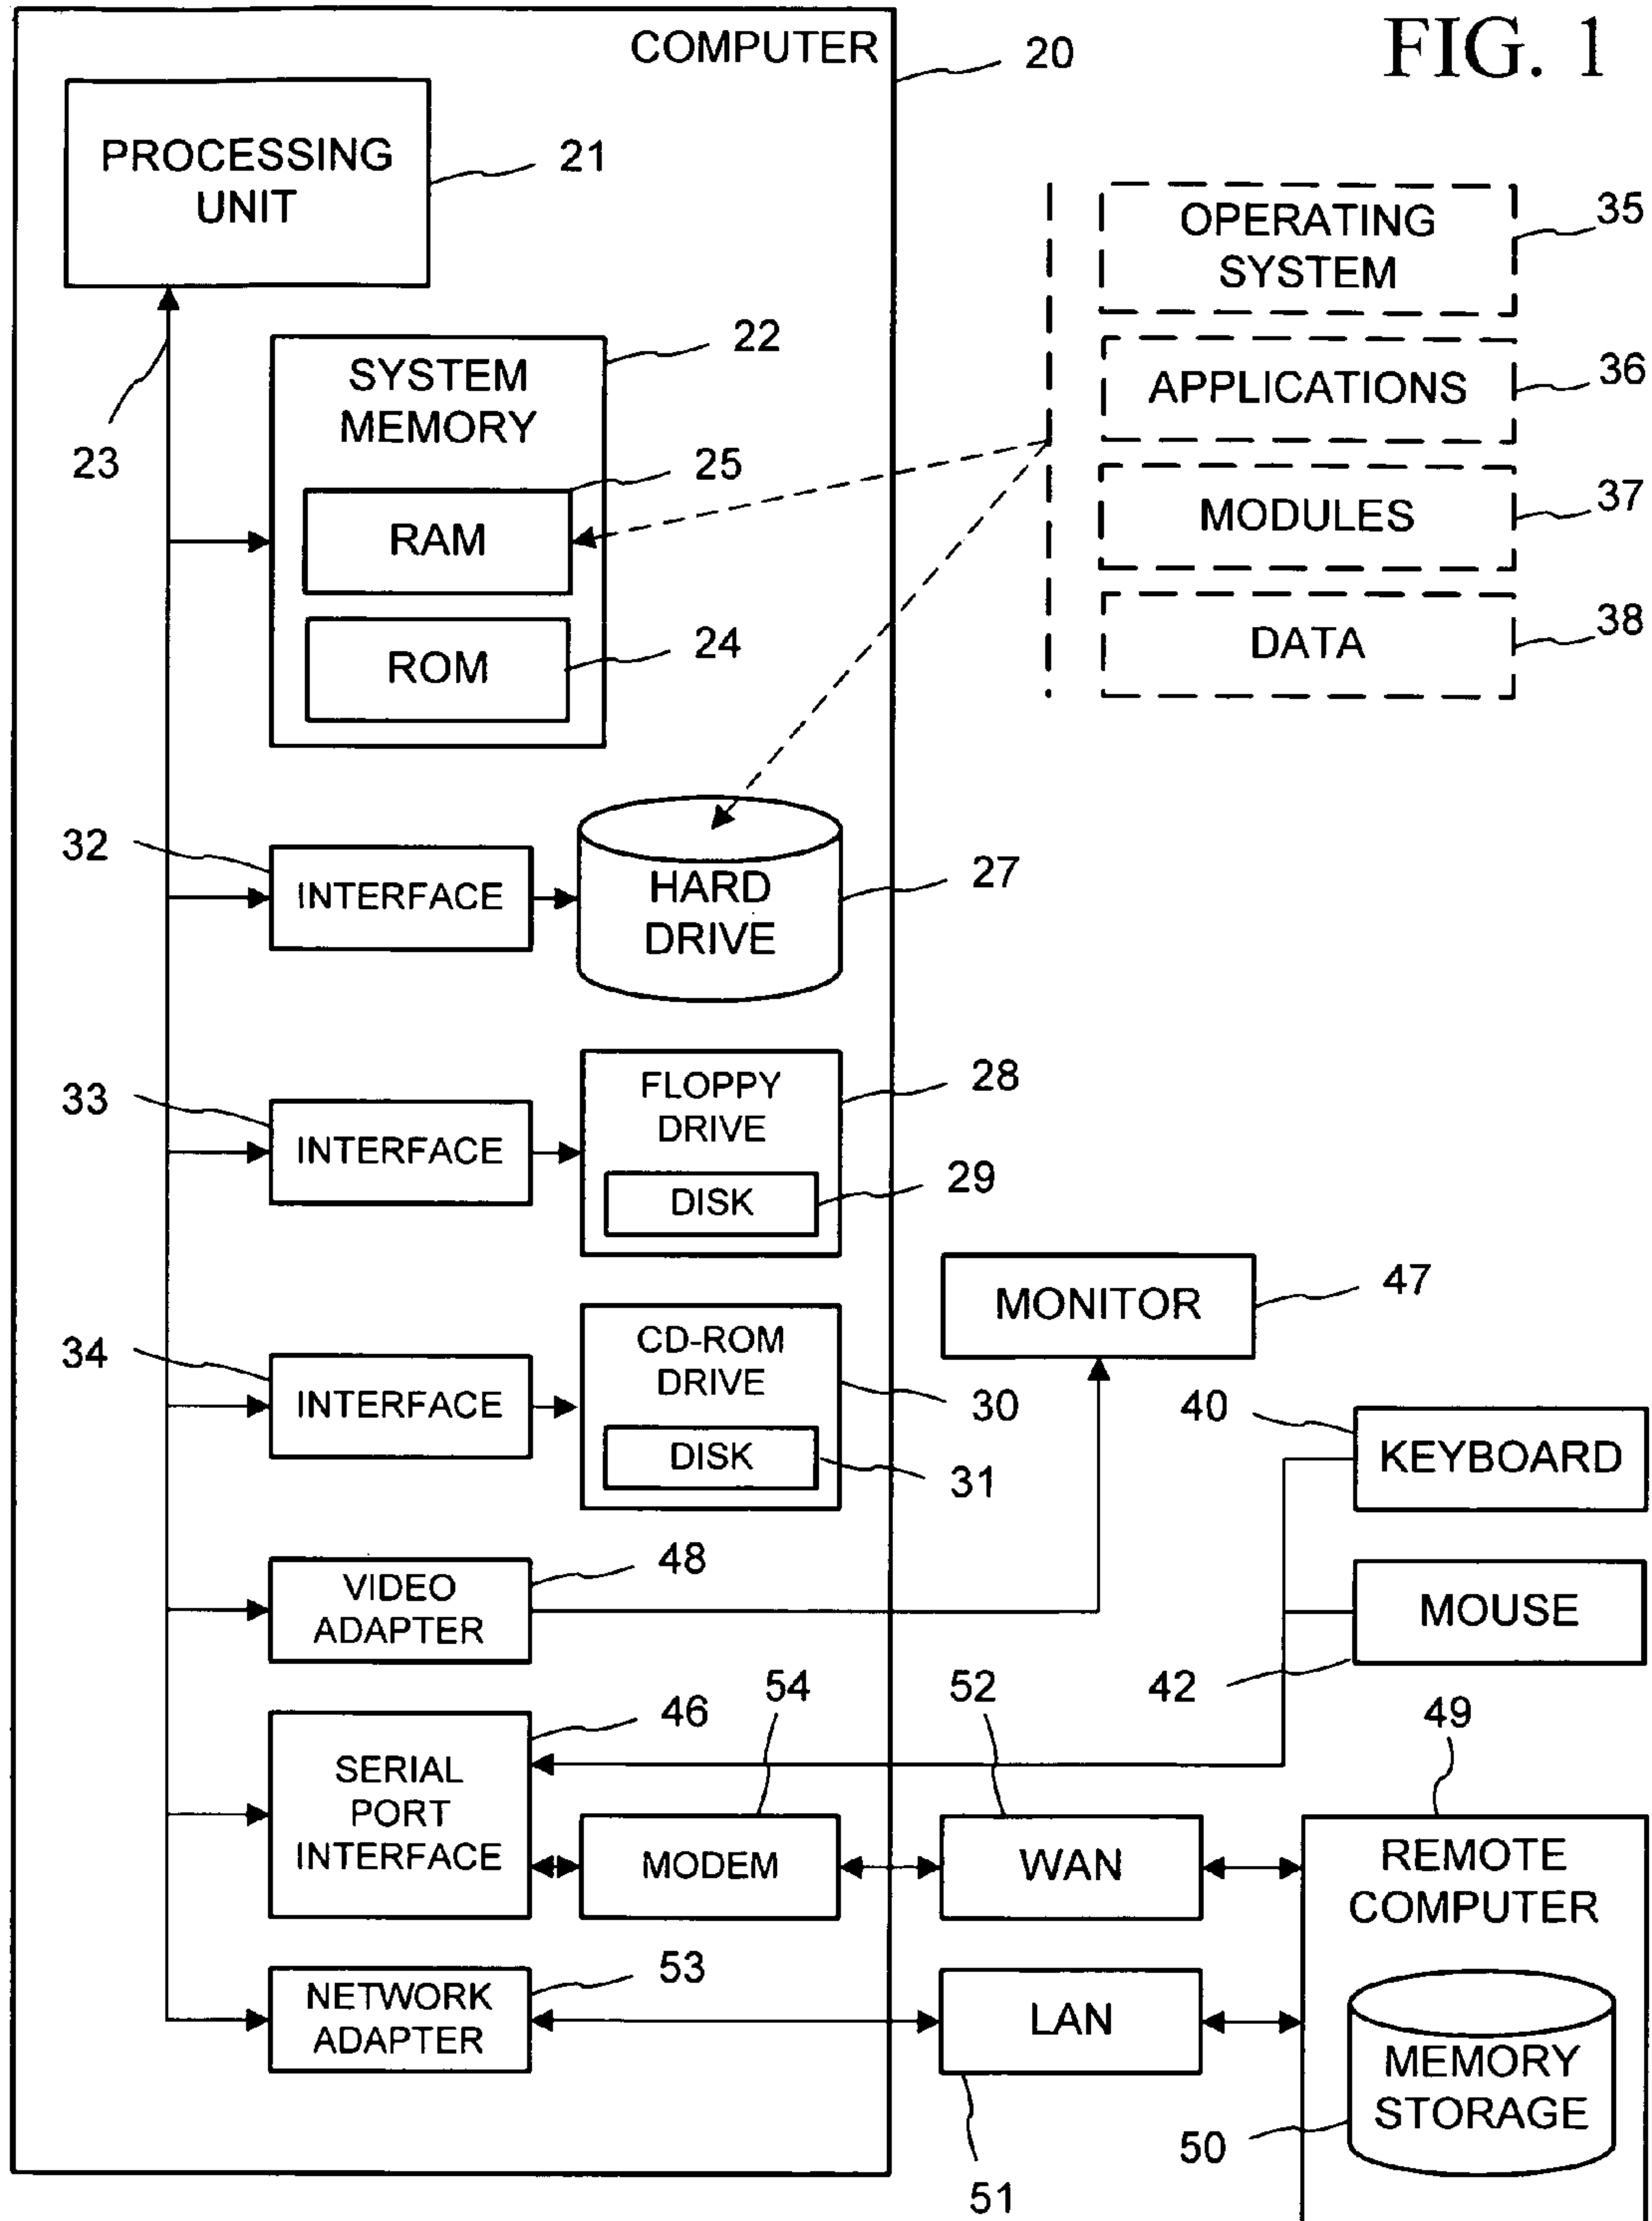 FIG. 1
COMPUTER
20
PROCESSING
UNIT
21
OPERATING
SYSTEM
35
22
SYSTEM
MEMORY
APPLICATIONS
36
23
25
RAM
MODULES
37
24
ROM
DATA
38
32
INTERFACE
HARD
DRIVE
27
33
INTERFACE
FLOPPY
DRIVE
28
DISK
29
MONITOR
47
34
INTERFACE
CD-ROM
DRIVE
30
DISK
31
40
KEYBOARD
VIDEO
ADAPTER
48
MOUSE
42
46
54
52
49
SERIAL
PORT
INTERFACE
MODEM
WAN
REMOTE
COMPUTER
NETWORK
ADAPTER
53
LAN
51
MEMORY
STORAGE
50